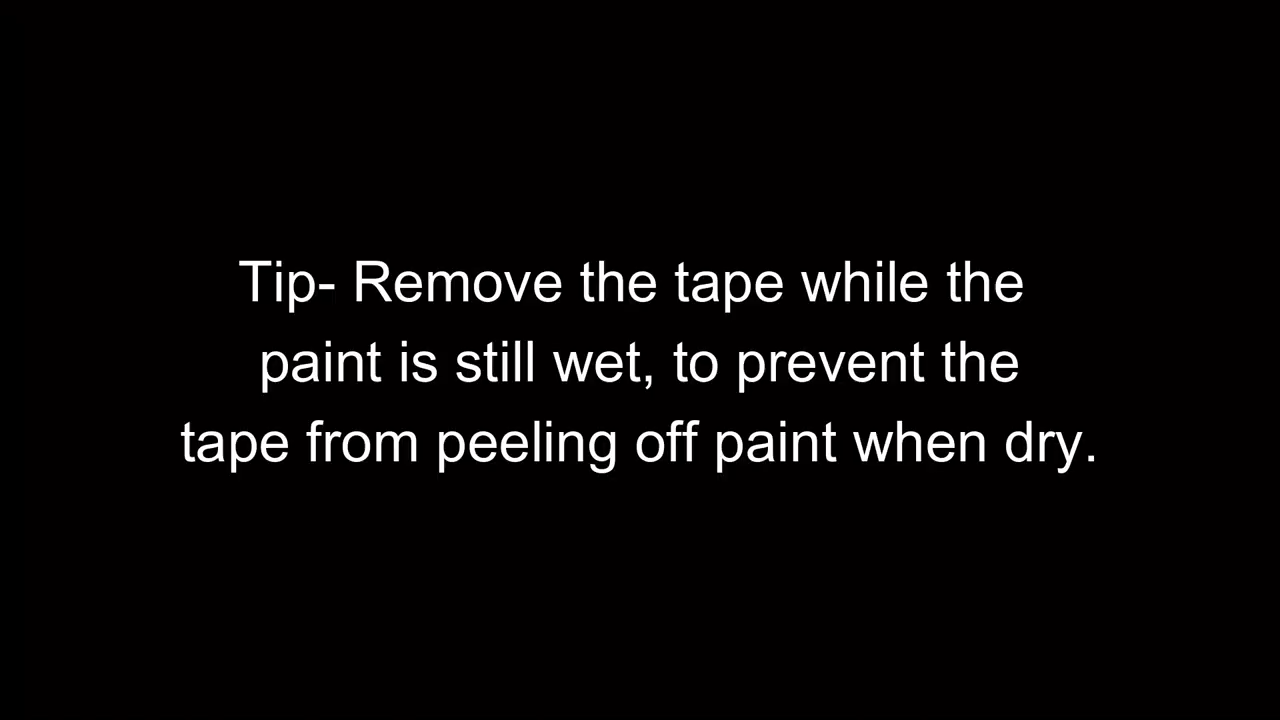 Tip- Remove the tape while the
paint is still wet, to prevent the
tape from peeling off paint when dry.